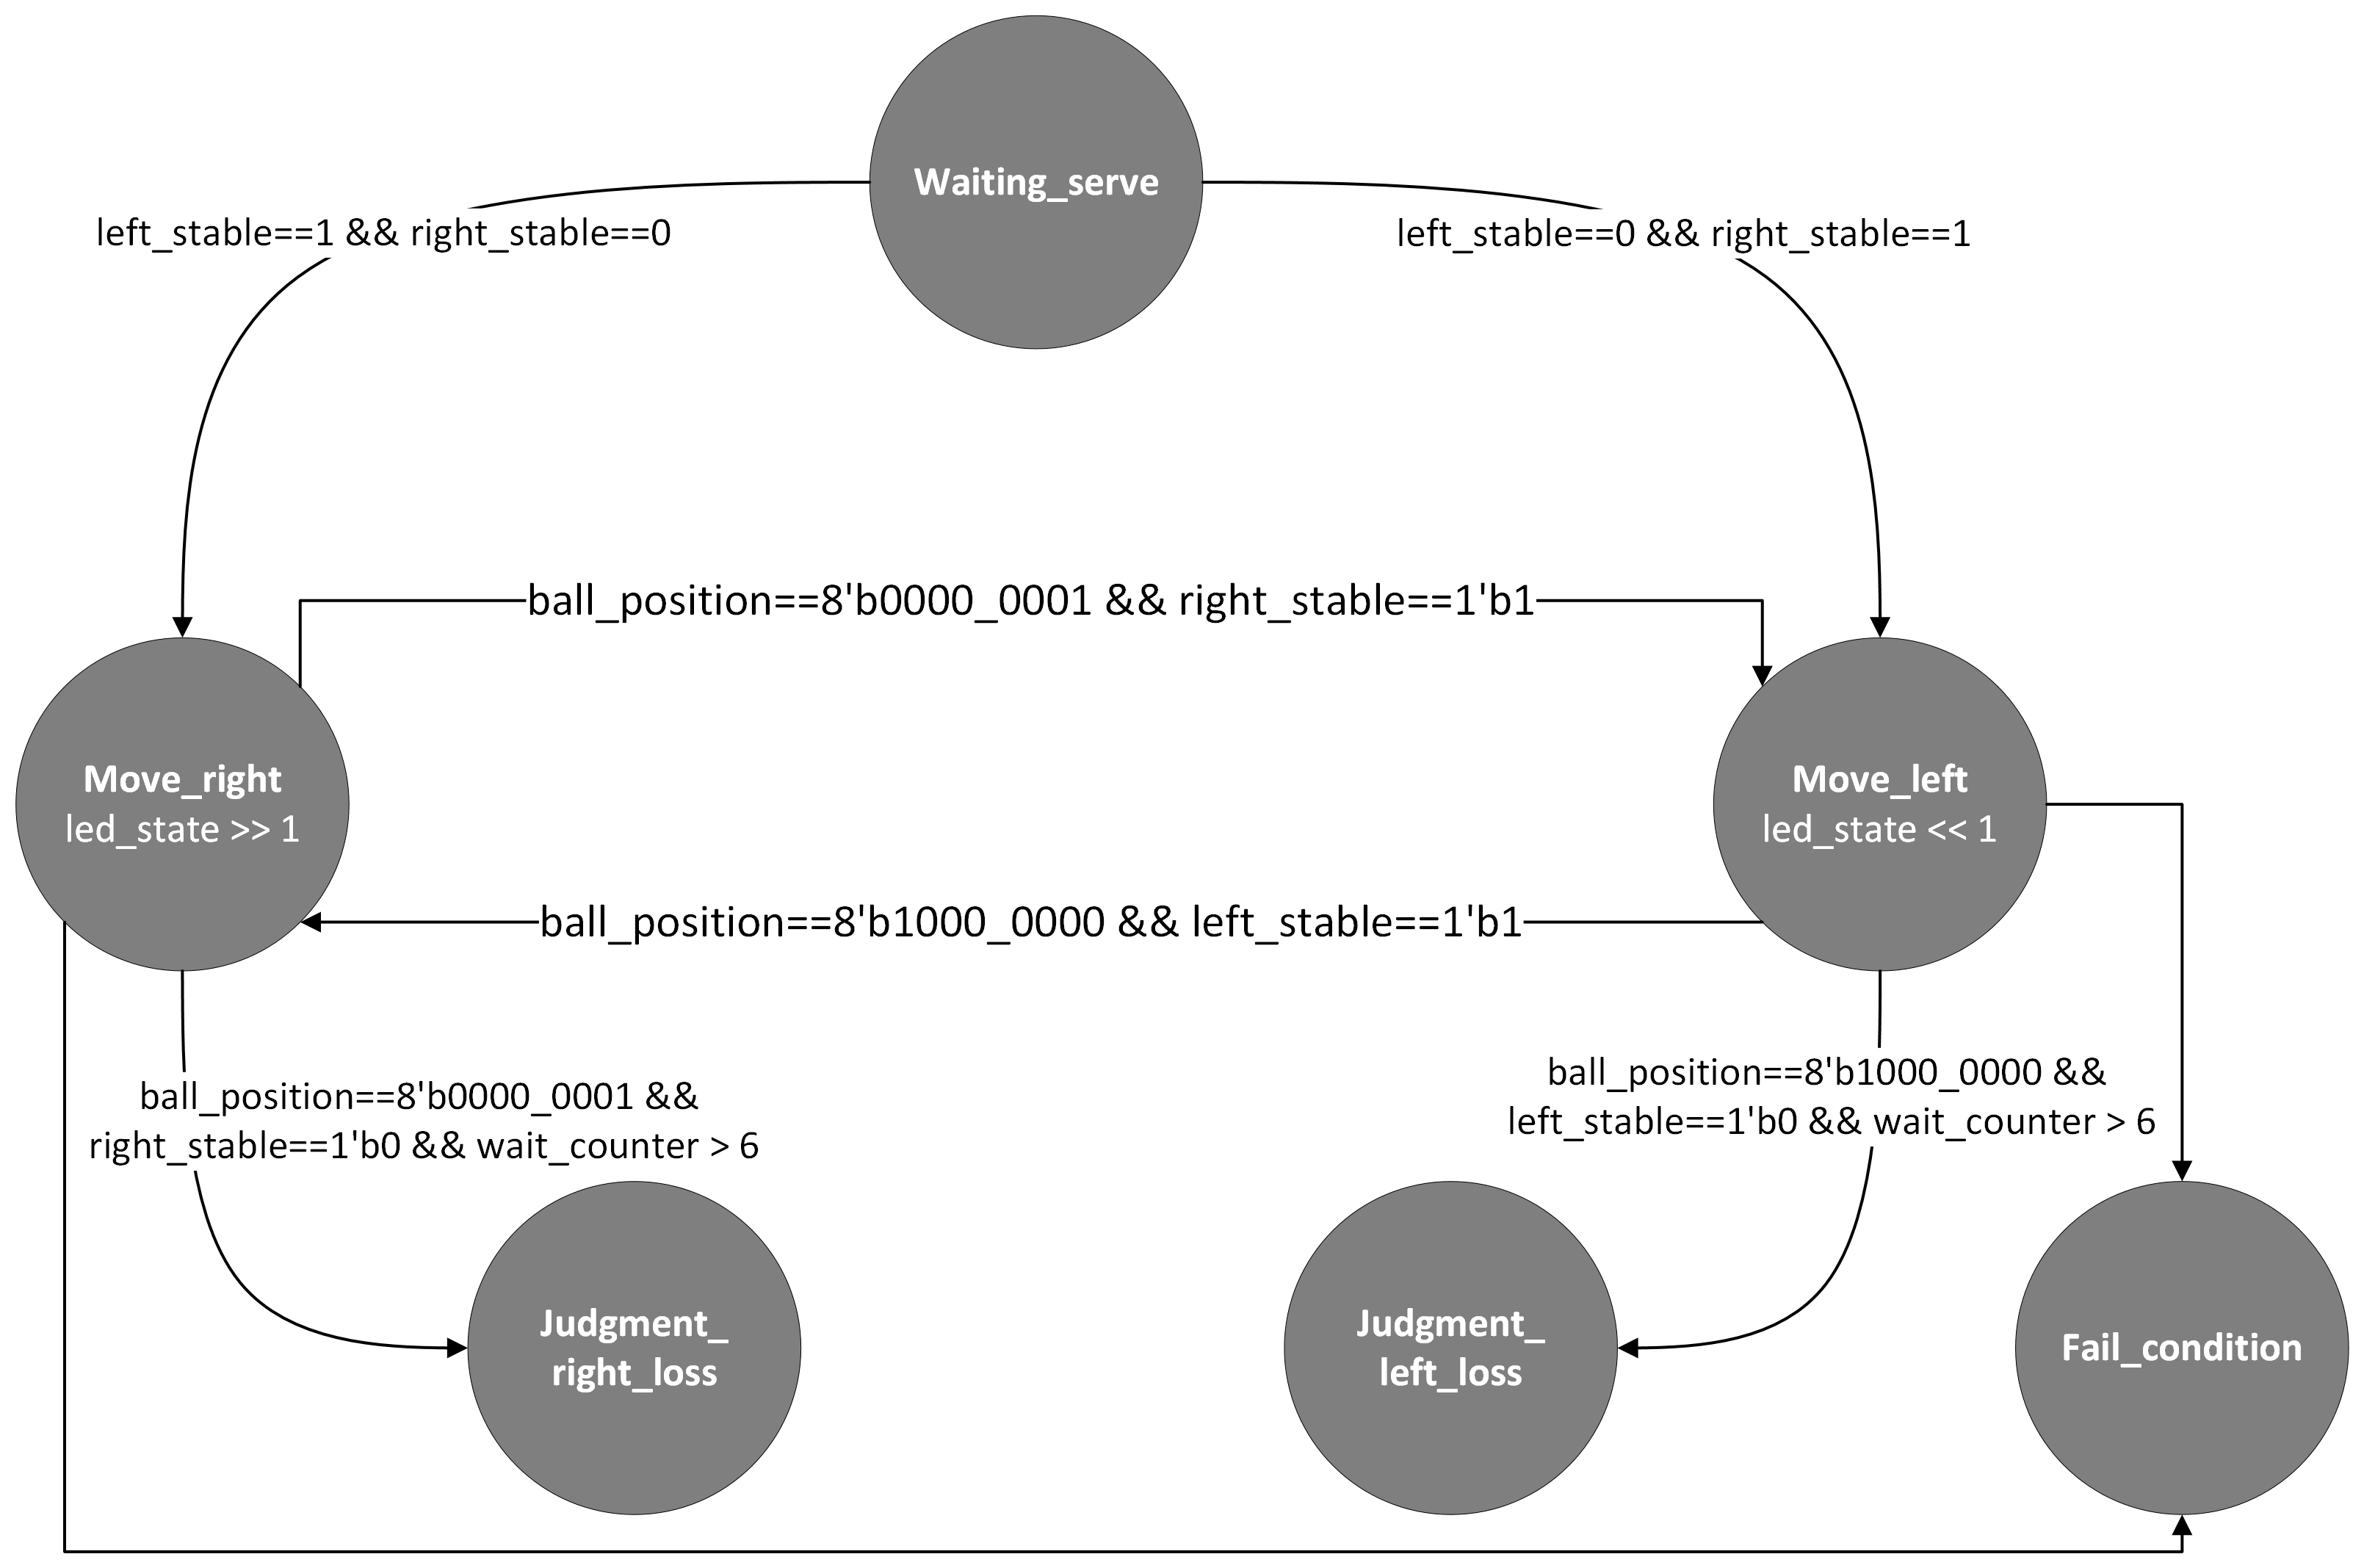 Waiting_serve
left_stable==1 && right_stable==0
left_stable==0 && right_stable==1
ball_position==8'b0000_0001 && right_stable==1'b1
Move_right
led_state >> 1
Move_left
led_state << 1
ball_position==8'b1000_0000 && left_stable==1'b1
ball_position==8'b0000_0001 &&
right_stable==1'b0 && wait_counter > 6
ball_position==8'b1000_0000 &&
left_stable==1'b0 && wait_counter > 6
Judgment_
right_loss
Judgment_
left_loss
Fail_condition